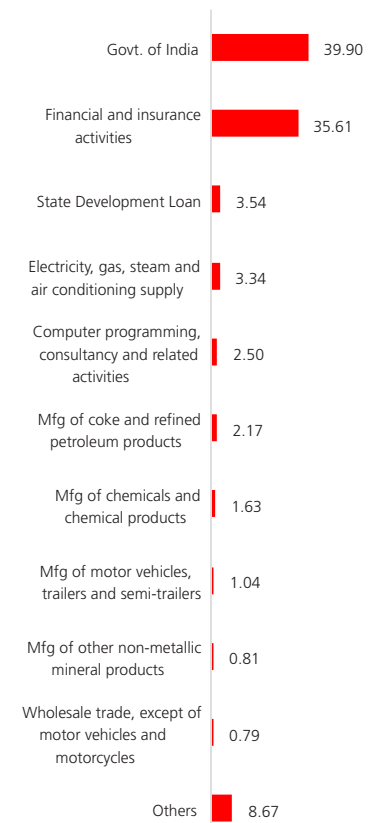 Govt. of India 39.90
Financial and insurance
activities
35.61
State Development Loan 3.54
Electricity, gas, steam and
air conditioning supply
3.34
Computer programming,
consultancy and related
activities
2.50
Mfg of coke and refined
petroleum products
2.17
Mfg of chemicals and
chemical products
1.63
Mfg of motor vehicles,
trailers and semi-trailers
1.04
Mfg of other non-metallic
mineral products
0.81
Wholesale trade, except of
motor vehicles and
motorcycles
0.79
Others 8.67